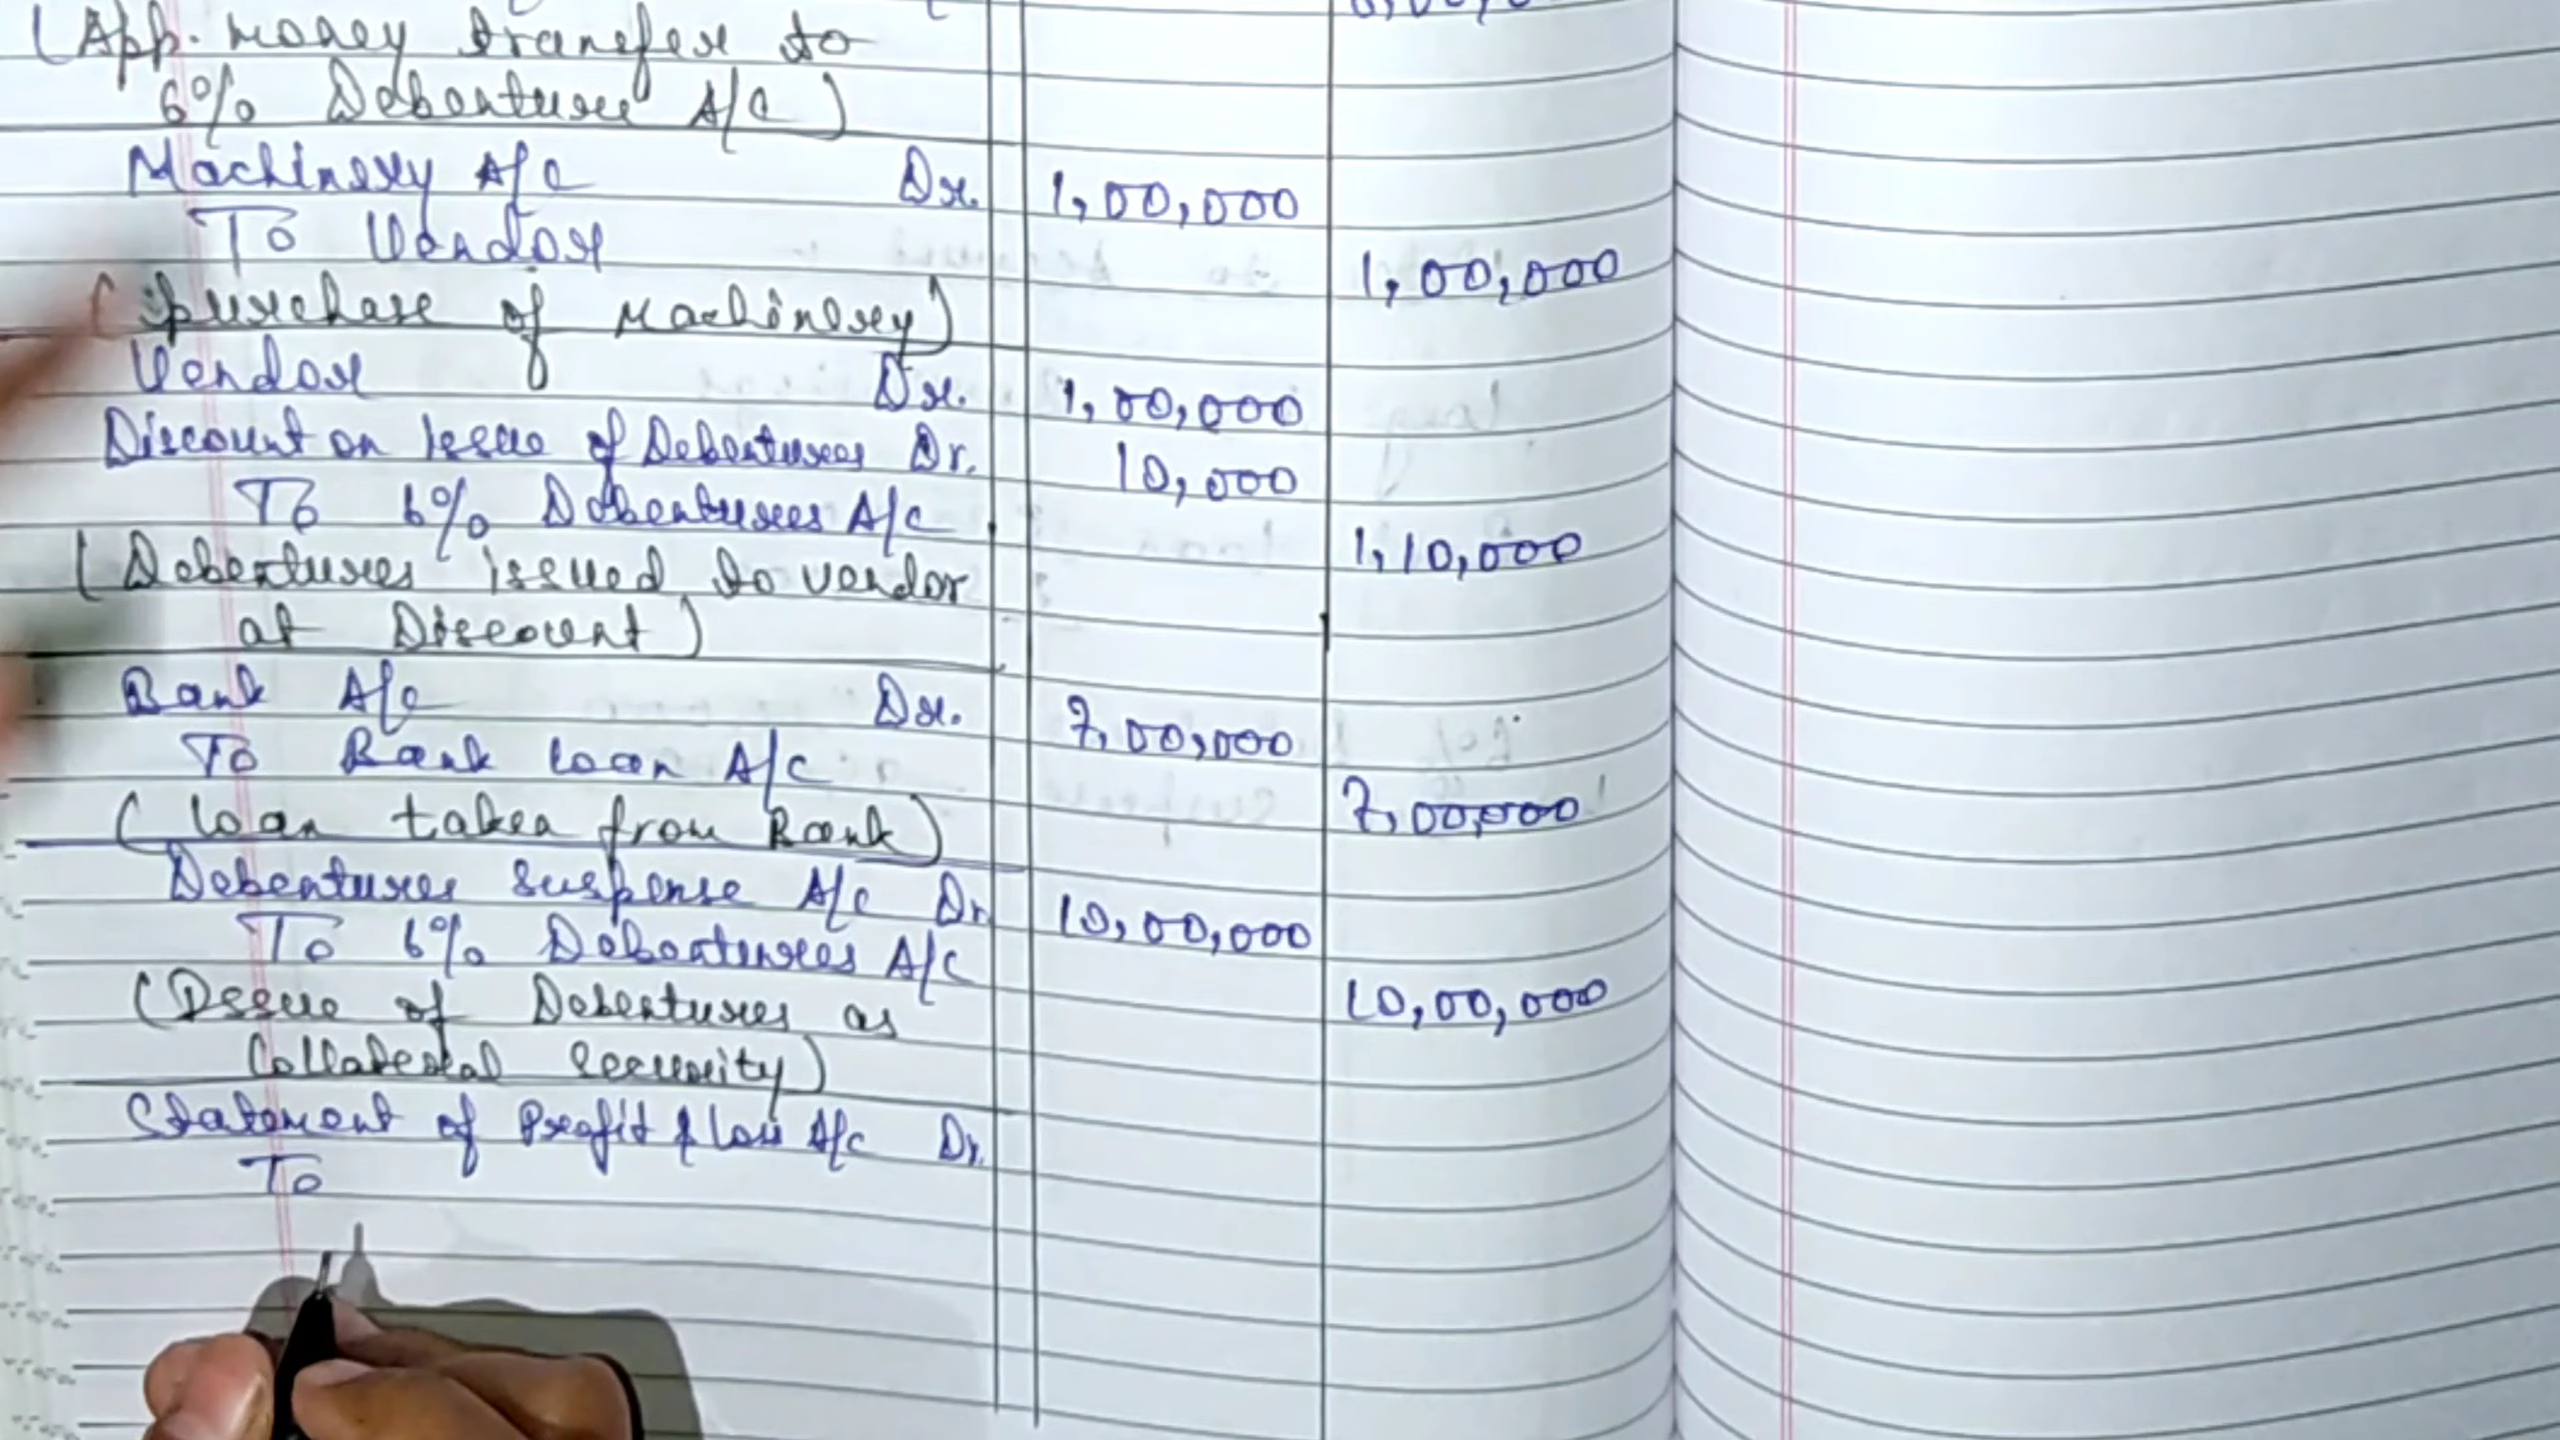 (App. money transfer to
6% Debenture A/C)
Machinery A/C Dr. 1,00,000
To Vendor 1,00,000
(purchase of Machinery)
Vendor Dr. 1,00,000
Discount on Issue of Debentures Dr. 10,000
To 6% Debentures A/C 1,10,000
(Debentures issued to vendor
at Discount)
Bank A/C Dr. 7,00,000
To Bank loan A/C 7,00,000
(loan taken from Bank)
Debentures Suspense A/C Dr. 10,00,000
To 6% Debentures A/C 10,00,000
(Issue of Debentures as
Collateral Security)
Statement of Profit & Loss A/C Dr.
To